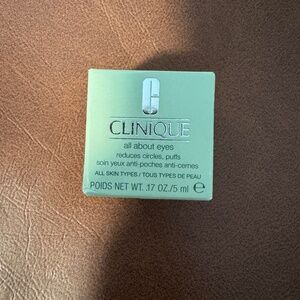 CLINIQUE
all about eyes
reduces circles, puffs
soin yeux anti-poches anti-cernes
ALL SKIN TYPES / TOUS TYPES DE PEAU
POIDS NET WT. .17 OZ./5 ml ℮